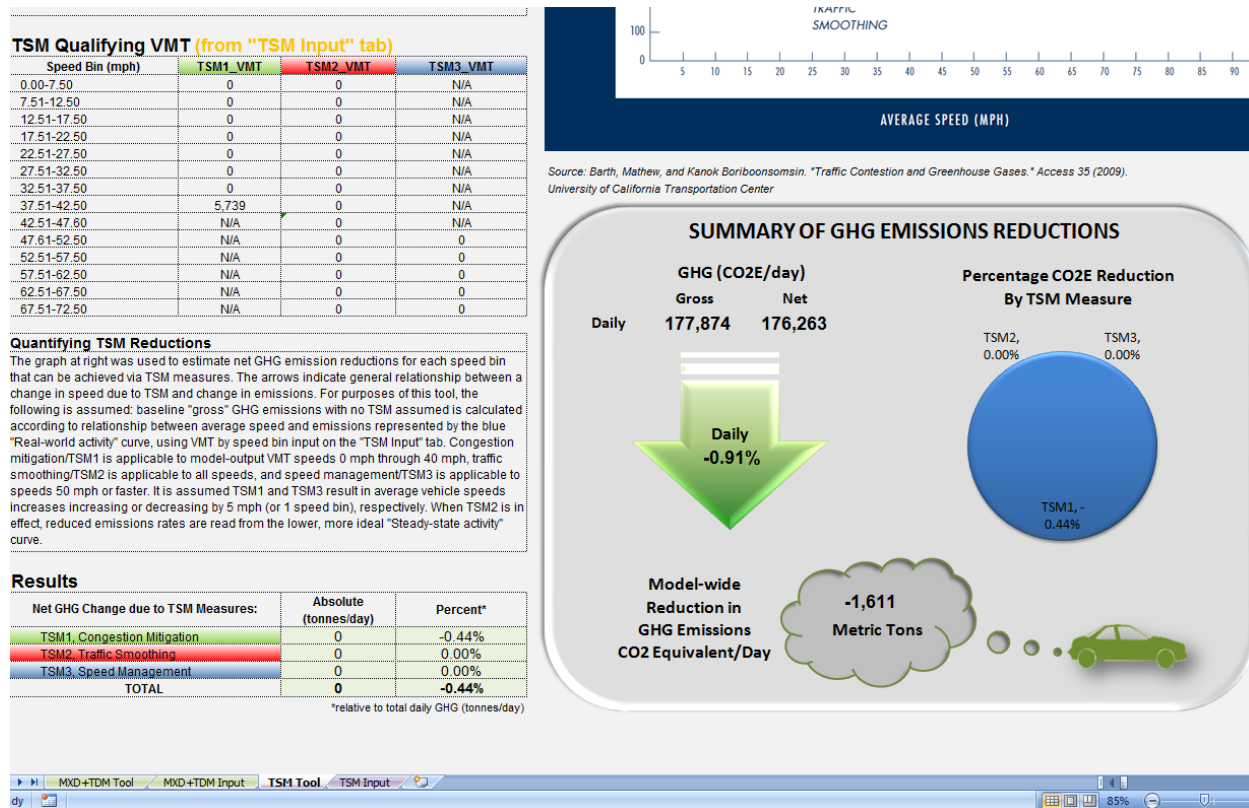 TSM Qualifying VMT (from "TSM Input" tab)
Speed Bin (mph) TSM1_VMT TSM2_VMT TSM3_VMT
0.00-7.50 0 0 N/A
7.51-12.50 0 0 N/A
12.51-17.50 0 0 N/A
17.51-22.50 0 0 N/A
22.51-27.50 0 0 N/A
27.51-32.50 0 0 N/A
32.51-37.50 0 0 N/A
37.51-42.50 5,739 0 N/A
42.51-47.60 N/A 0 N/A
47.61-52.50 N/A 0 0
52.51-57.50 N/A 0 0
57.51-62.50 N/A 0 0
62.51-67.50 N/A 0 0
67.51-72.50 N/A 0 0
Quantifying TSM Reductions
The graph at right was used to estimate net GHG emission reductions for each speed bin
that can be achieved via TSM measures. The arrows indicate general relationship between a
change in speed due to TSM and change in emissions. For purposes of this tool, the
following is assumed: baseline "gross" GHG emissions with no TSM assumed is calculated
according to relationship between average speed and emissions represented by the blue
"Real-world activity" curve, using VMT by speed bin input on the "TSM Input" tab. Congestion
mitigation/TSM1 is applicable to model-output VMT speeds 0 mph through 40 mph, traffic
smoothing/TSM2 is applicable to all speeds, and speed management/TSM3 is applicable to
speeds 50 mph or faster. It is assumed TSM1 and TSM3 result in average vehicle speeds
increases increasing or decreasing by 5 mph (or 1 speed bin), respectively. When TSM2 is in
effect, reduced emissions rates are read from the lower, more ideal "Steady-state activity"
curve.
Results
Net GHG Change due to TSM Measures: Absolute (tonnes/day) Percent*
TSM1, Congestion Mitigation 0 -0.44%
TSM2, Traffic Smoothing 0 0.00%
TSM3, Speed Management 0 0.00%
TOTAL 0 -0.44%
*relative to total daily GHG (tonnes/day)
TRAFFIC
SMOOTHING
100
0
5 10 15 20 25 30 35 40 45 50 55 60 65 70 75 80 85 90
AVERAGE SPEED (MPH)
Source: Barth, Mathew, and Kanok Boriboonsomsin. "Traffic Contestion and Greenhouse Gases." Access 35 (2009).
University of California Transportation Center
SUMMARY OF GHG EMISSIONS REDUCTIONS
GHG (CO2E/day)
Gross Net
Daily 177,874 176,263
Daily
-0.91%
Percentage CO2E Reduction
By TSM Measure
TSM2,
0.00%
TSM3,
0.00%
TSM1, -
0.44%
Model-wide
Reduction in
GHG Emissions
CO2 Equivalent/Day
-1,611
Metric Tons
MXD+TDM Tool MXD+TDM Input TSM Tool TSM Input
dy 85%